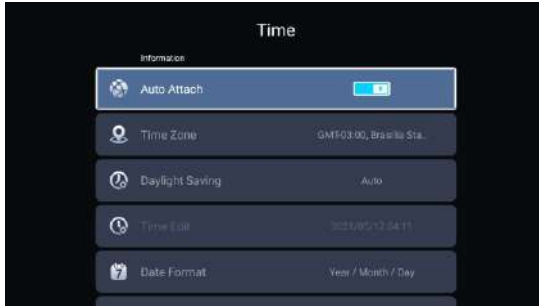 Time
Information
Auto Attach
Time Zone
GMT-03:00, Brasilia Sta..
Daylight Saving
Auto
Time Edit
Date Format
Year / Month / Day